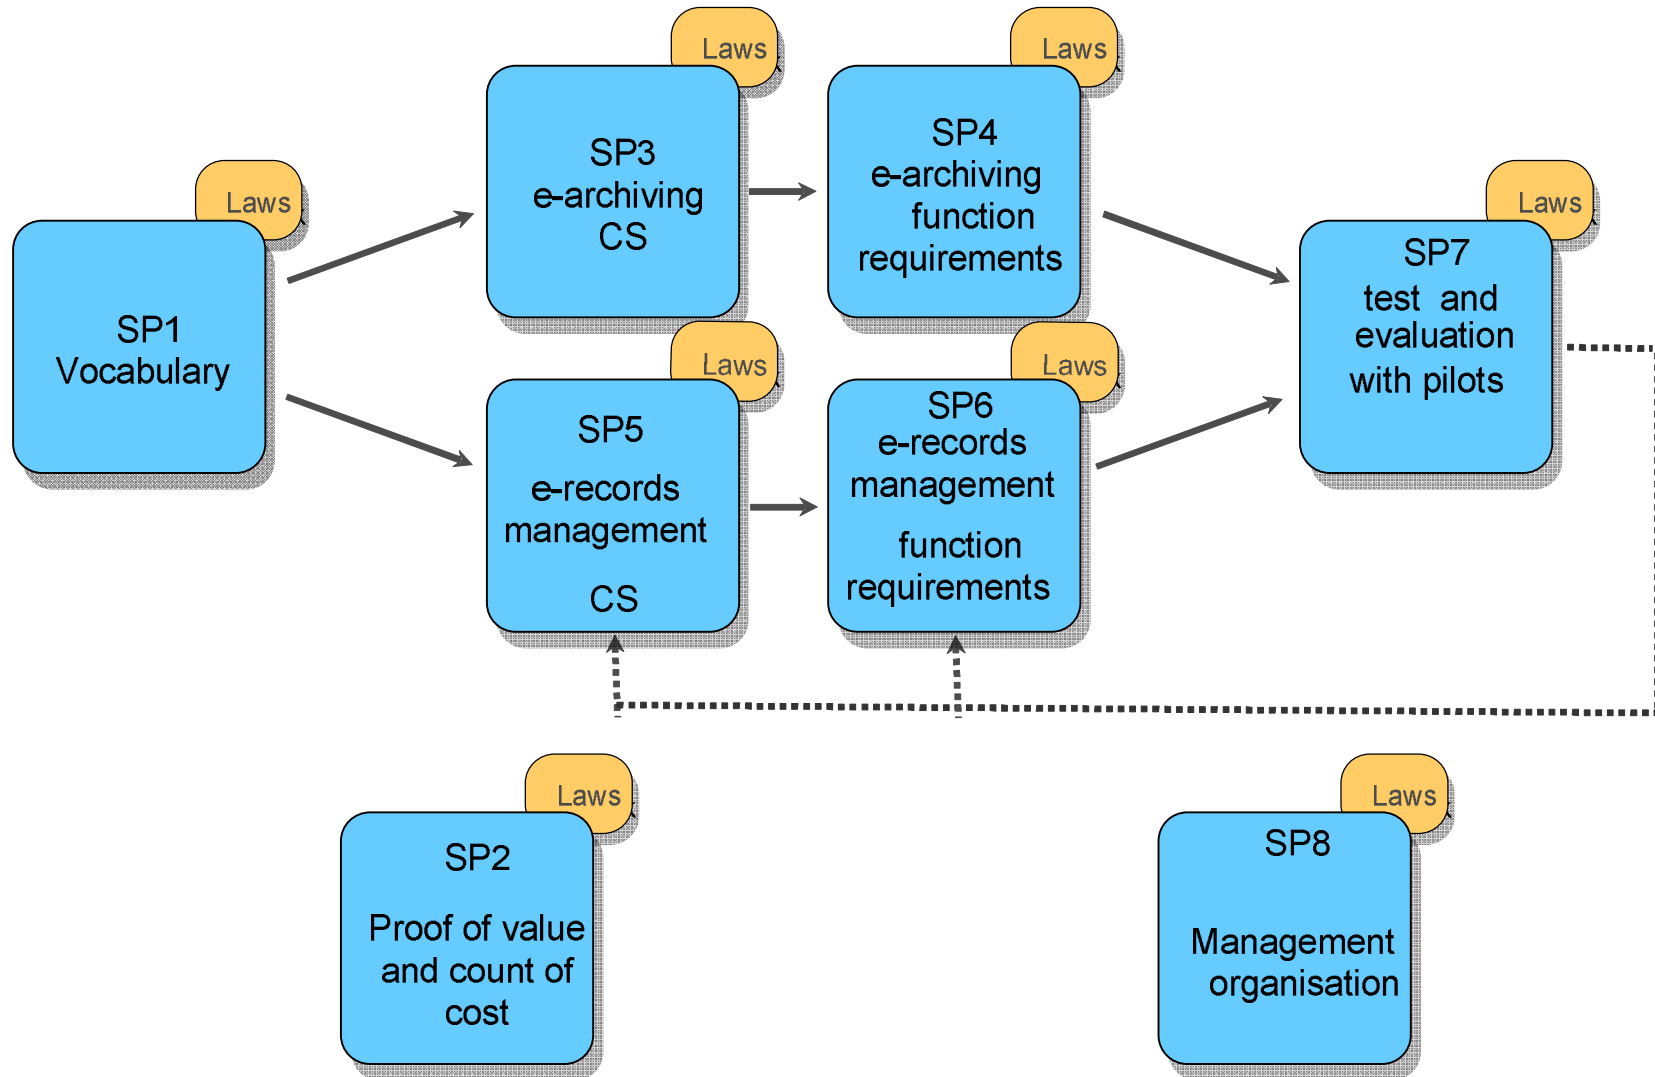 Laws
SP1
Vocabulary
Laws
SP3
e-archiving
CS
Laws
SP4
e-archiving
function
requirements
Laws
SP5
e-records
management
CS
Laws
SP6
e-records
management
function
requirements
Laws
SP7
test and
evaluation
with pilots
Laws
SP2
Proof of value
and count of
cost
Laws
SP8
Management
organisation